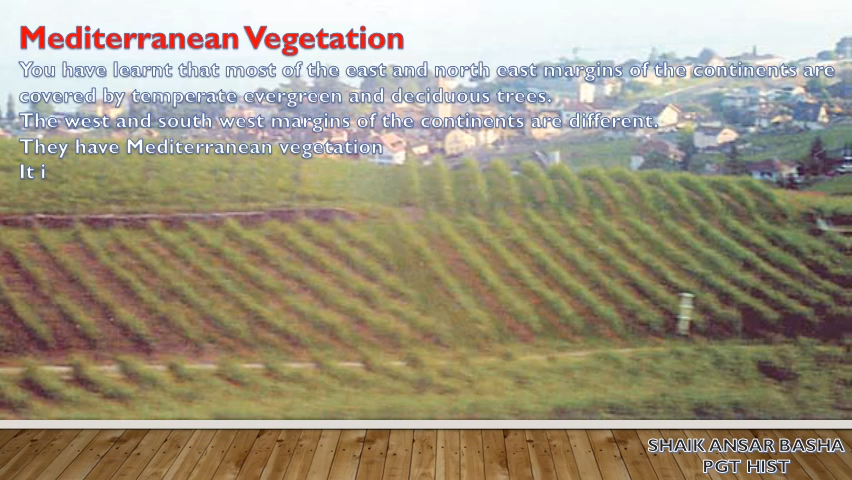 Mediterranean Vegetation
You have learnt that most of the east and north east margins of the continents are
covered by temperate evergreen and deciduous trees.
The west and south west margins of the continents are different.
They have Mediterranean vegetation
It i
SHAIK ANSAR BASHA
PGT HIST